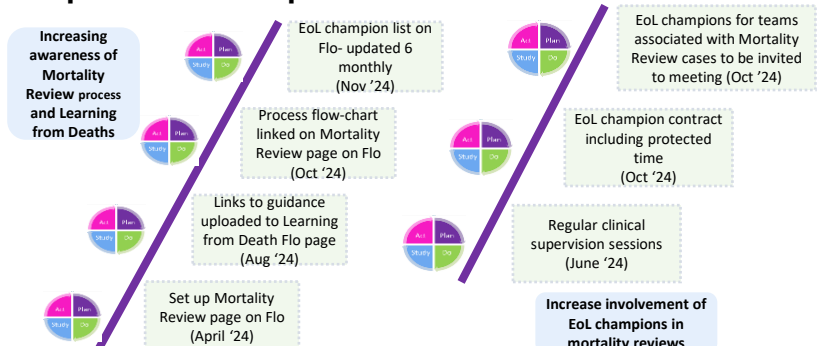 Increasing
awareness of
Mortality
Review process
and Learning
from Deaths
Act Plan
Study Do
EoL champion list on
Flo- updated 6
monthly
(Nov '24)
Act Plan
Study Do
Process flow-chart
linked on Mortality
Review page on Flo
(Oct '24)
Act Plan
Study Do
Links to guidance
uploaded to Learning
from Death Flo page
(Aug '24)
Act Plan
Study Do
Set up Mortality
Review page on Flo
(April '24)
Act Plan
Study Do
EoL champions for teams
associated with Mortality
Review cases to be invited
to meeting (Oct '24)
Act Plan
Study Do
EoL champion contract
including protected
time
(Oct '24)
Act Plan
Study Do
Regular clinical
supervision sessions
(June '24)
Increase involvement of
EoL champions in
mortality reviews